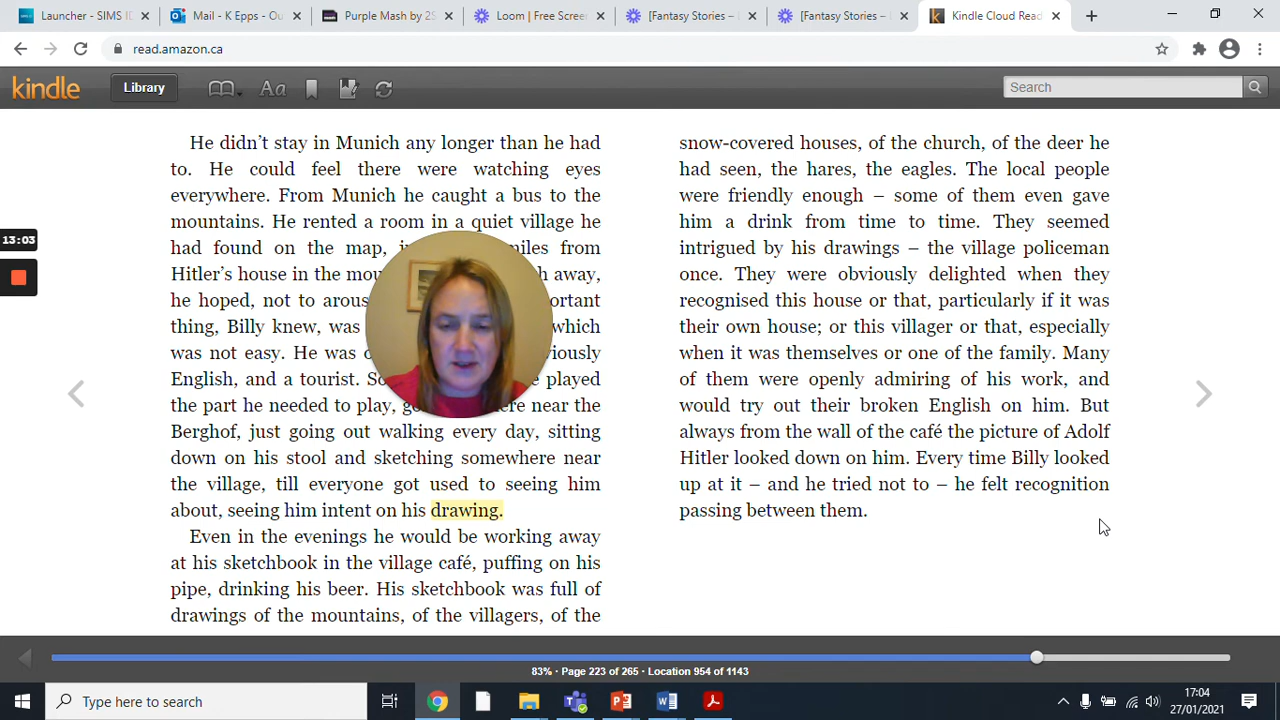 Launcher - SIMS ID
Mail - K Epps - Ou
Purple Mash by 2S
Loom | Free Scree
[Fantasy Stories –
[Fantasy Stories –
Kindle Cloud Read
read.amazon.ca
kindle
Library
Aa
Search
He didn't stay in Munich any longer than he had
to. He could feel there were watching eyes
everywhere. From Munich he caught a bus to the
mountains. He rented a room in a quiet village he
had found on the map, miles from
Hitler's house in the away,
he hoped, not to
thing, Billy knew, was which
was not easy. He was
English, and a tourist. played
the part he needed to play, near the
Berghof, just going out walking every day, sitting
down on his stool and sketching somewhere near
the village, till everyone got used to seeing him
about, seeing him intent on his drawing.
Even in the evenings he would be working away
at his sketchbook in the village café, puffing on his
pipe, drinking his beer. His sketchbook was full of
drawings of the mountains, of the villagers, of the
snow-covered houses, of the church, of the deer he
had seen, the hares, the eagles. The local people
were friendly enough – some of them even gave
him a drink from time to time. They seemed
intrigued by his drawings – the village policeman
once. They were obviously delighted when they
recognised this house or that, particularly if it was
their own house; or this villager or that, especially
when it was themselves or one of the family. Many
of them were openly admiring of his work, and
would try out their broken English on him. But
always from the wall of the café the picture of Adolf
Hitler looked down on him. Every time Billy looked
up at it – and he tried not to – he felt recognition
passing between them.
13:03
83% · Page 223 of 265 · Location 954 of 1143
Type here to search
17:04
27/01/2021